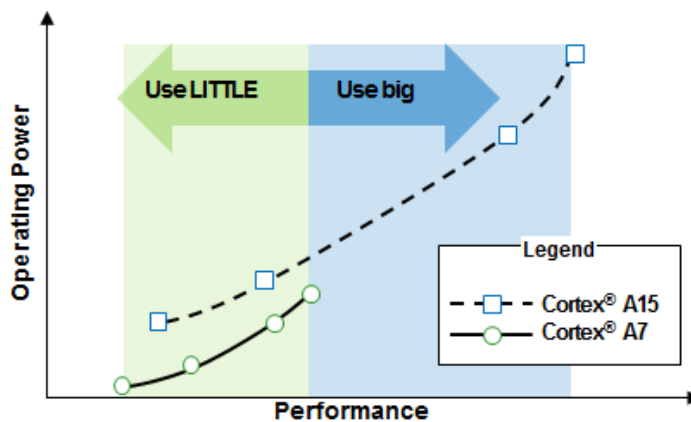 Use LITTLE
Use big
Operating Power
Legend
Cortex® A15
Cortex® A7
Performance